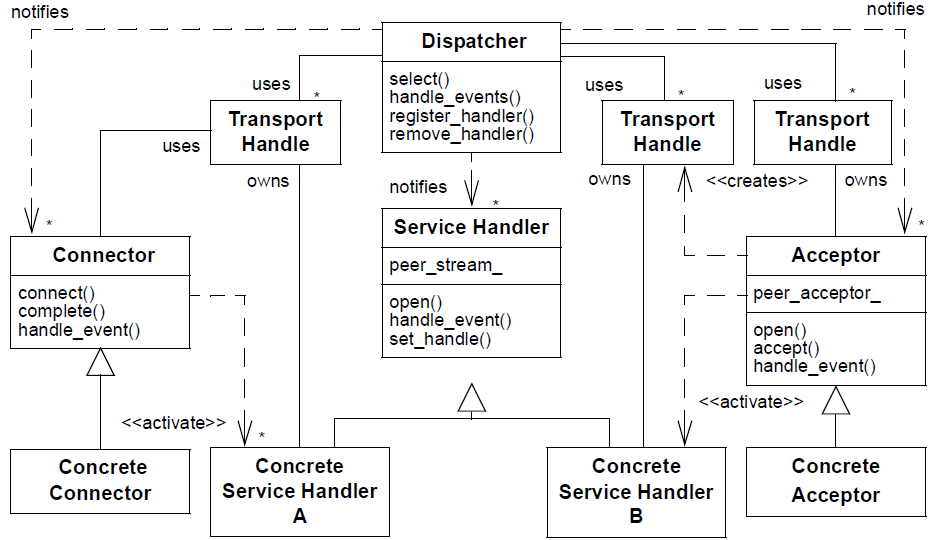 notifies
notifies
Dispatcher
select()
handle_events()
register_handler()
remove_handler()
uses
*
uses
*
uses
*
Transport
Handle
Transport
Handle
Transport
Handle
uses
owns
notifies
*
owns
<<creates>>
owns
*
*
Connector
connect()
complete()
handle_event()
Service Handler
peer_stream_
open()
handle_event()
set_handle()
Acceptor
peer_acceptor_
open()
accept()
handle_event()
<<activate>>
*
<<activate>>
Concrete
Connector
Concrete
Service Handler
A
Concrete
Service Handler
B
Concrete
Acceptor